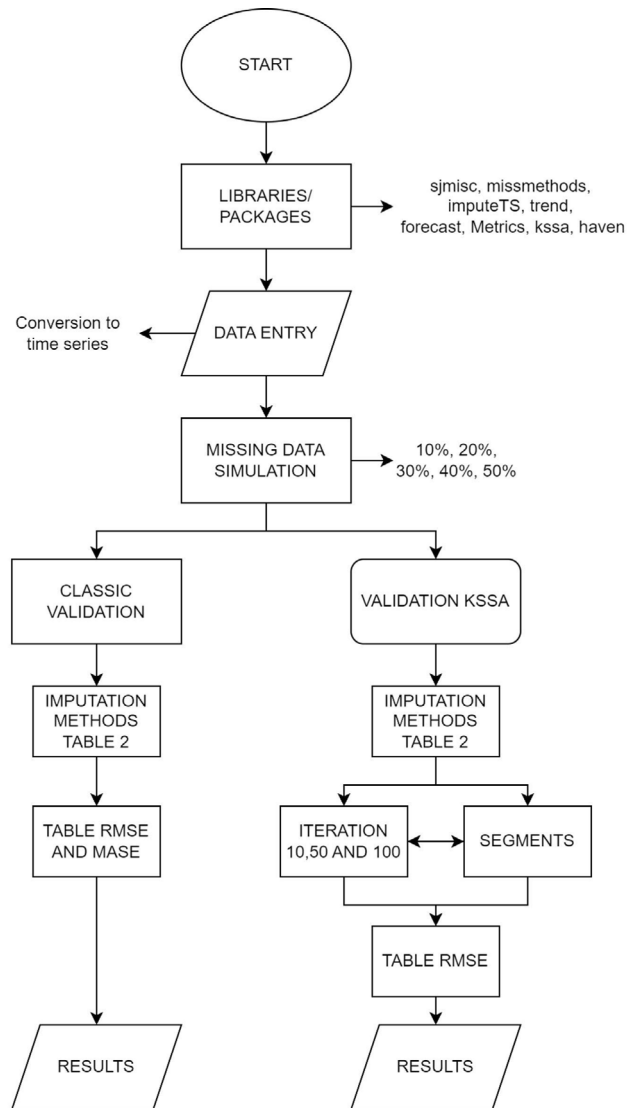 START
LIBRARIES/
PACKAGES
sjmisc, missmethods,
imputeTS, trend,
forecast, Metrics, kssa, haven
Conversion to
time series
DATA ENTRY
MISSING DATA
SIMULATION
10%, 20%,
30%, 40%, 50%
CLASSIC
VALIDATION
VALIDATION KSSA
IMPUTATION
METHODS
TABLE 2
IMPUTATION
METHODS
TABLE 2
TABLE RMSE
AND MASE
ITERATION
10,50 AND 100
SEGMENTS
TABLE RMSE
RESULTS
RESULTS